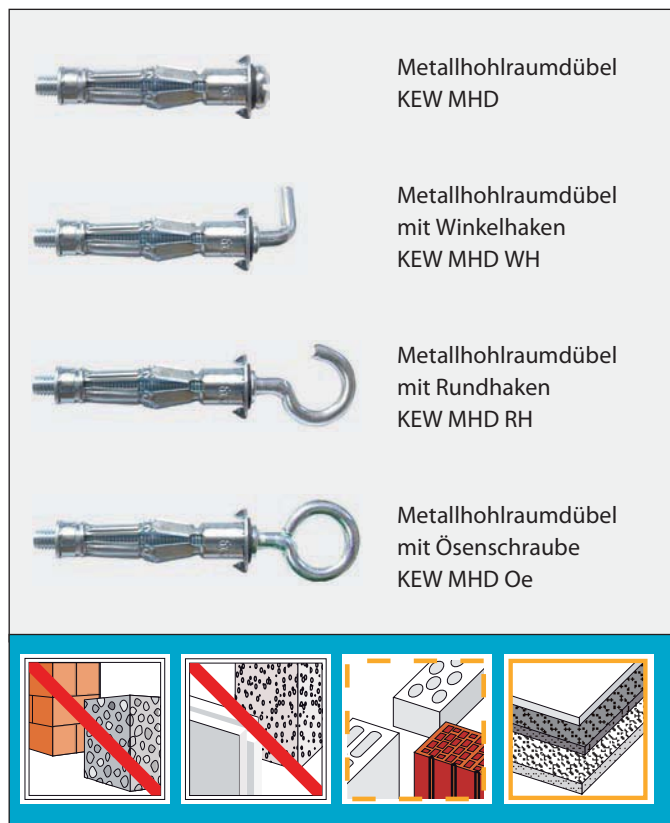 Metallhohlraumdübel
KEW MHD
Metallhohlraumdübel
mit Winkelhaken
KEW MHD WH
Metallhohlraumdübel
mit Rundhaken
KEW MHD RH
Metallhohlraumdübel
mit Ösenschraube
KEW MHD Oe